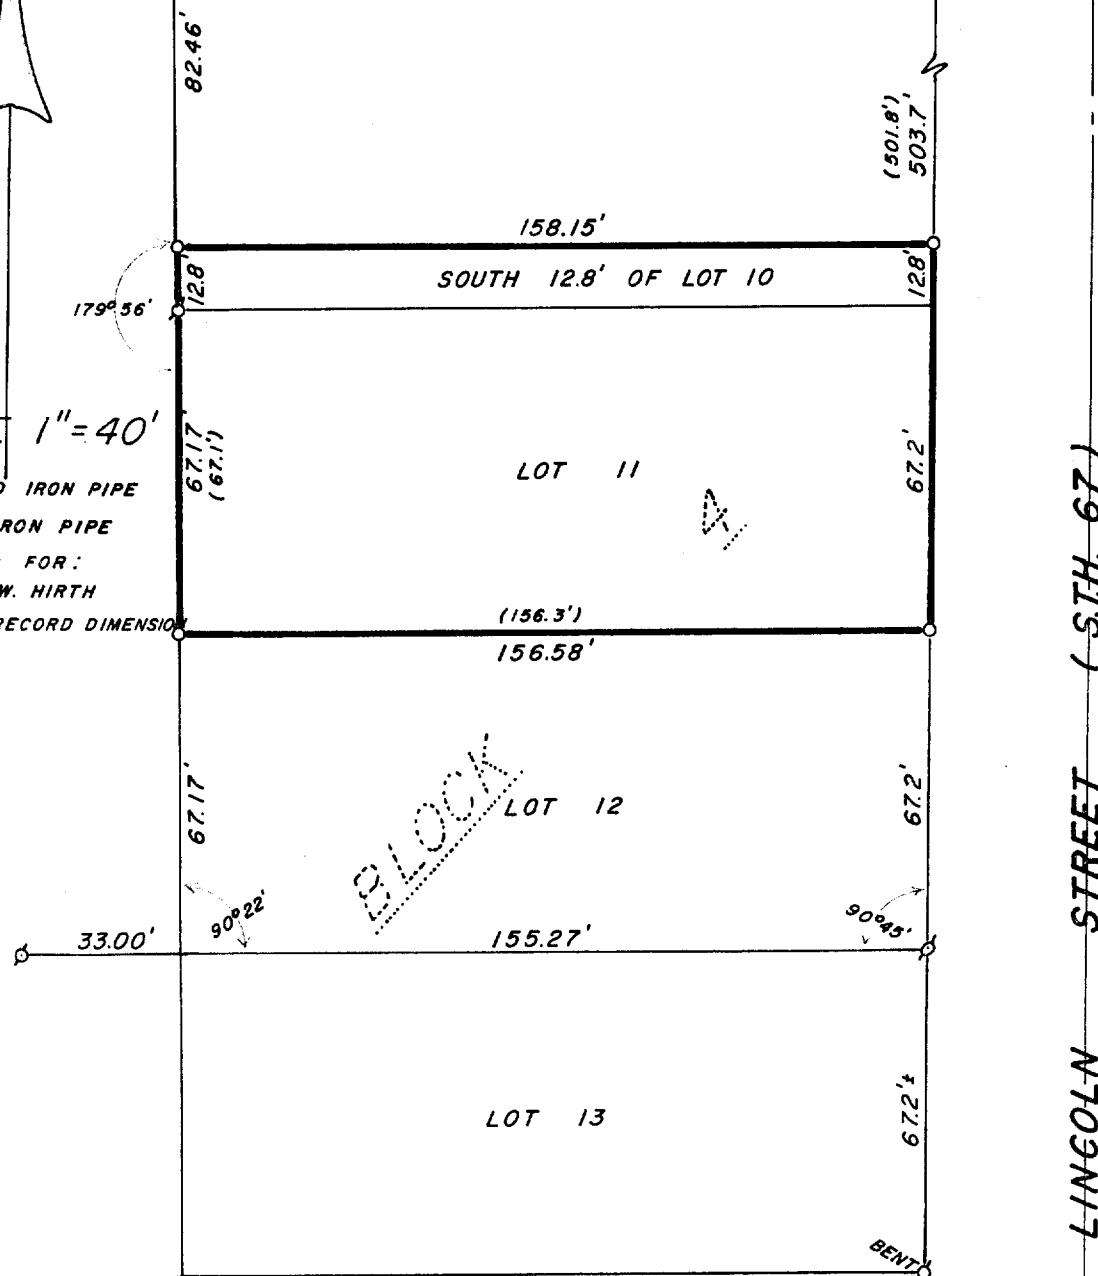 82.46'
(501.8')
503.7'
158.15'
12.8'
SOUTH 12.8' OF LOT 10
12.8'
179° 56'
1"=40'
67.17'
(67.1')
LOT 11
67.2'
4
IRON PIPE
IRON PIPE
FOR:
W. HIRTH
RECORD DIMENSION
(156.3')
156.58'
BLOCK
LOT 12
67.17'
67.2'
90° 22'
90° 45'
33.00'
155.27'
LOT 13
67.2'±
BENT
LINCOLN STREET (S.T.H. 67)